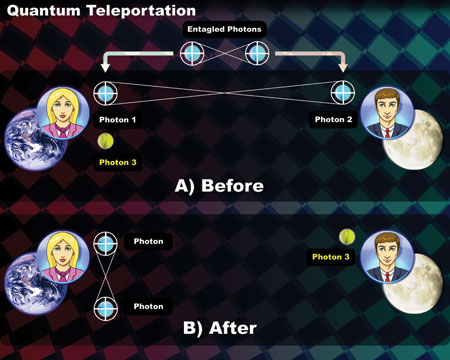 Quantum Teleportation
Entagled Photons
Photon 1
Photon 2
Photon 3
A) Before
Photon
Photon 3
Photon
B) After